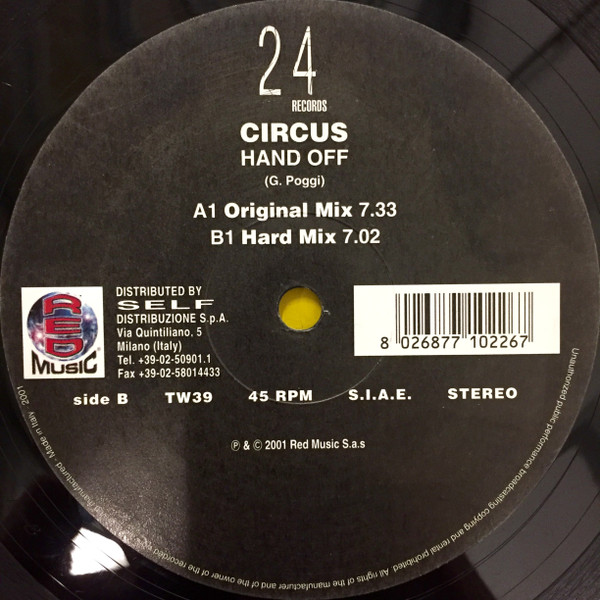 24
RECORDS
CIRCUS
HAND OFF
(G. Poggi)
A1 Original Mix 7.33
B1 Hard Mix 7.02
RED
MUSIC
DISTRIBUTED BY
SELF
DISTRIBUZIONE S.p.A.
Via Quintiliano, 5
Milano (Italy)
Tel. +39-02-50901.1
Fax +39-02-58014433
8 026877 102267
side B TW39 45 RPM S.I.A.E. STEREO
℗ & © 2001 Red Music S.a.s
Unauthorized public performance broadcasting copying and rental prohibited. All rights of the manufacturer and of the owner of the recorded
manufactured - Made in Italy 2001